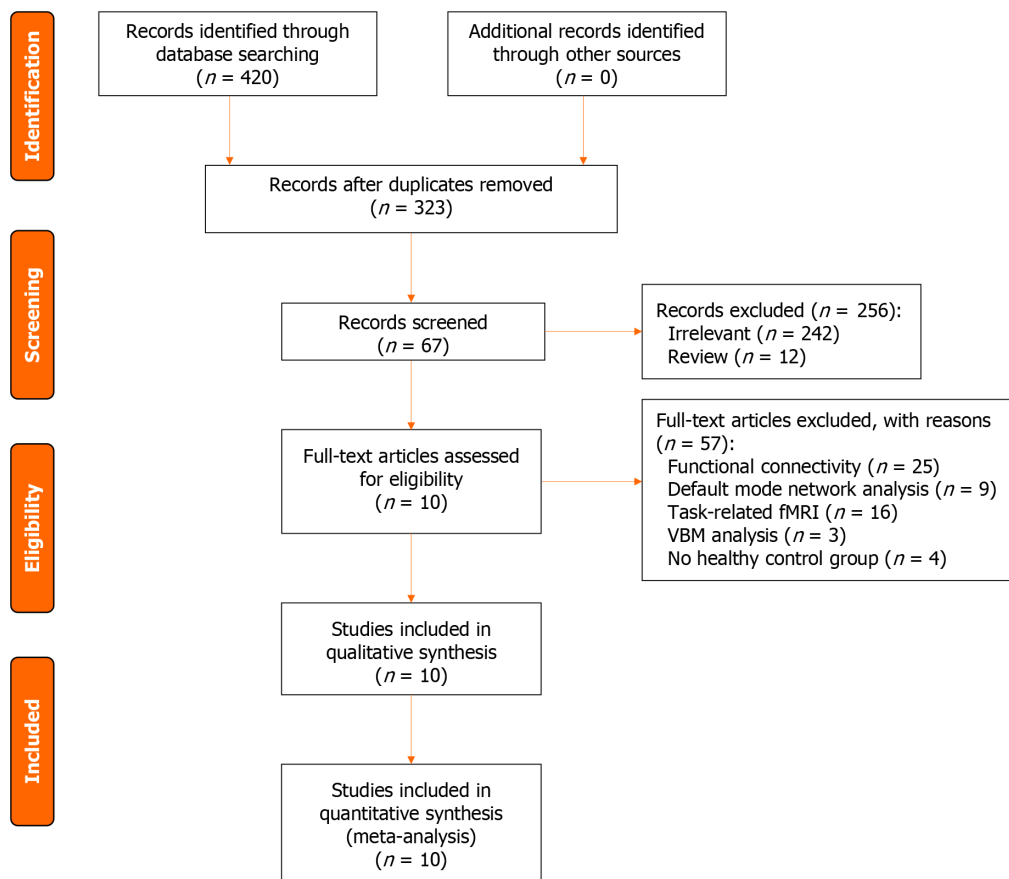 Identification
Records identified through
database searching
(n = 420)
Additional records identified
through other sources
(n = 0)
Records after duplicates removed
(n = 323)
Screening
Records screened
(n = 67)
Records excluded (n = 256):
Irrelevant (n = 242)
Review (n = 12)
Eligibility
Full-text articles assessed
for eligibility
(n = 10)
Full-text articles excluded, with reasons
(n = 57):
Functional connectivity (n = 25)
Default mode network analysis (n = 9)
Task-related fMRI (n = 16)
VBM analysis (n = 3)
No healthy control group (n = 4)
Included
Studies included in
qualitative synthesis
(n = 10)
Studies included in
quantitative synthesis
(meta-analysis)
(n = 10)